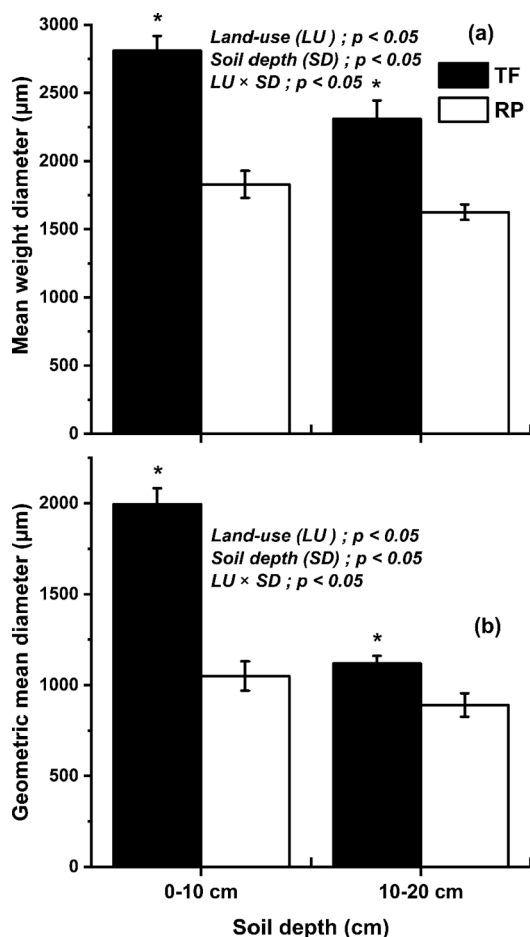 *
Land-use (LU) ; p < 0.05
Soil depth (SD) ; p < 0.05
LU × SD ; p < 0.05
*
(a)
TF
RP
3000
2500
2000
1500
1000
500
0
Mean weight diameter (µm)
*
Land-use (LU) ; p < 0.05
Soil depth (SD) ; p < 0.05
LU × SD ; p < 0.05
*
(b)
2000
1500
1000
500
0
Geometric mean diameter (µm)
0-10 cm
10-20 cm
Soil depth (cm)